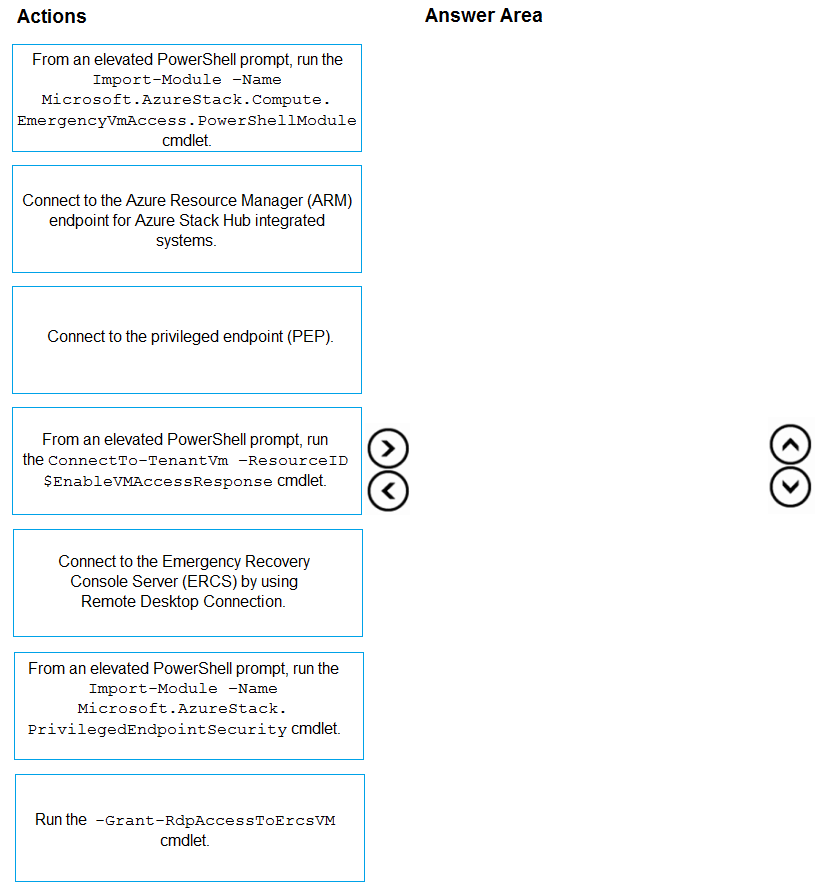 Actions
Answer Area
From an elevated PowerShell prompt, run the
Import-Module -Name
Microsoft.AzureStack.Compute.
EmergencyVmAccess.PowerShellModule
cmdlet.
Connect to the Azure Resource Manager (ARM)
endpoint for Azure Stack Hub integrated
systems.
Connect to the privileged endpoint (PEP).
From an elevated PowerShell prompt, run
the ConnectTo-TenantVm -ResourceID
$EnableVMAccessResponse cmdlet.
Connect to the Emergency Recovery
Console Server (ERCS) by using
Remote Desktop Connection.
From an elevated PowerShell prompt, run the
Import-Module -Name
Microsoft.AzureStack.
PrivilegedEndpointSecurity cmdlet.
Run the -Grant-RdpAccessToErcsVM
cmdlet.